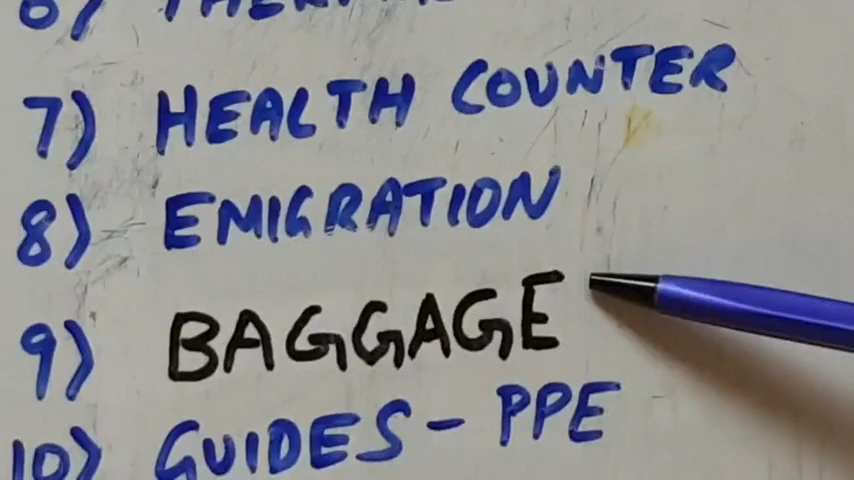 7) HEALTH COUNTER
8) EMIGRATION
9) BAGGAGE
10) GUIDES - PPE